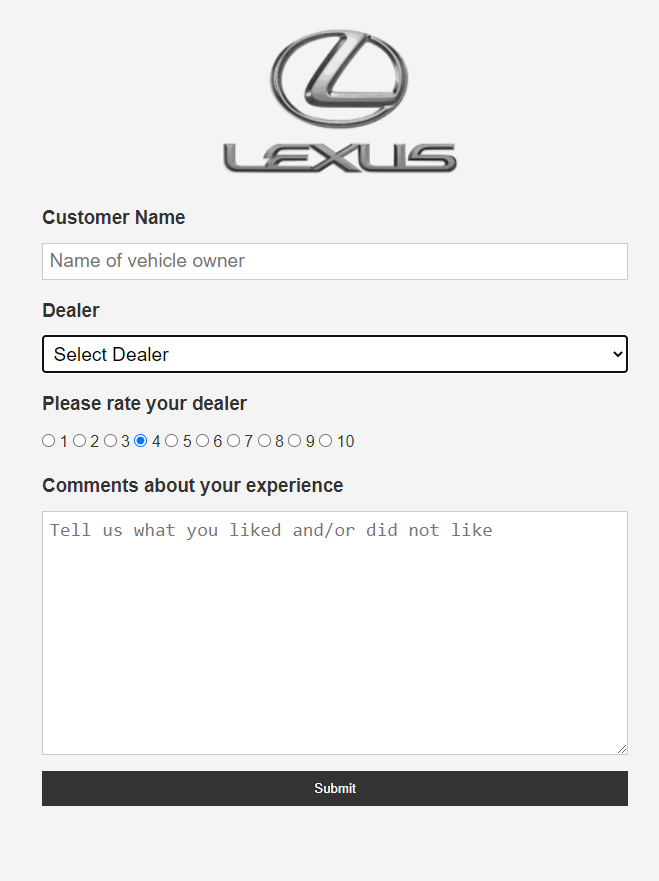 LEXUS
Customer Name
Name of vehicle owner
Dealer
Select Dealer
Please rate your dealer
1 2 3 4 5 6 7 8 9 10
Comments about your experience
Tell us what you liked and/or did not like
Submit